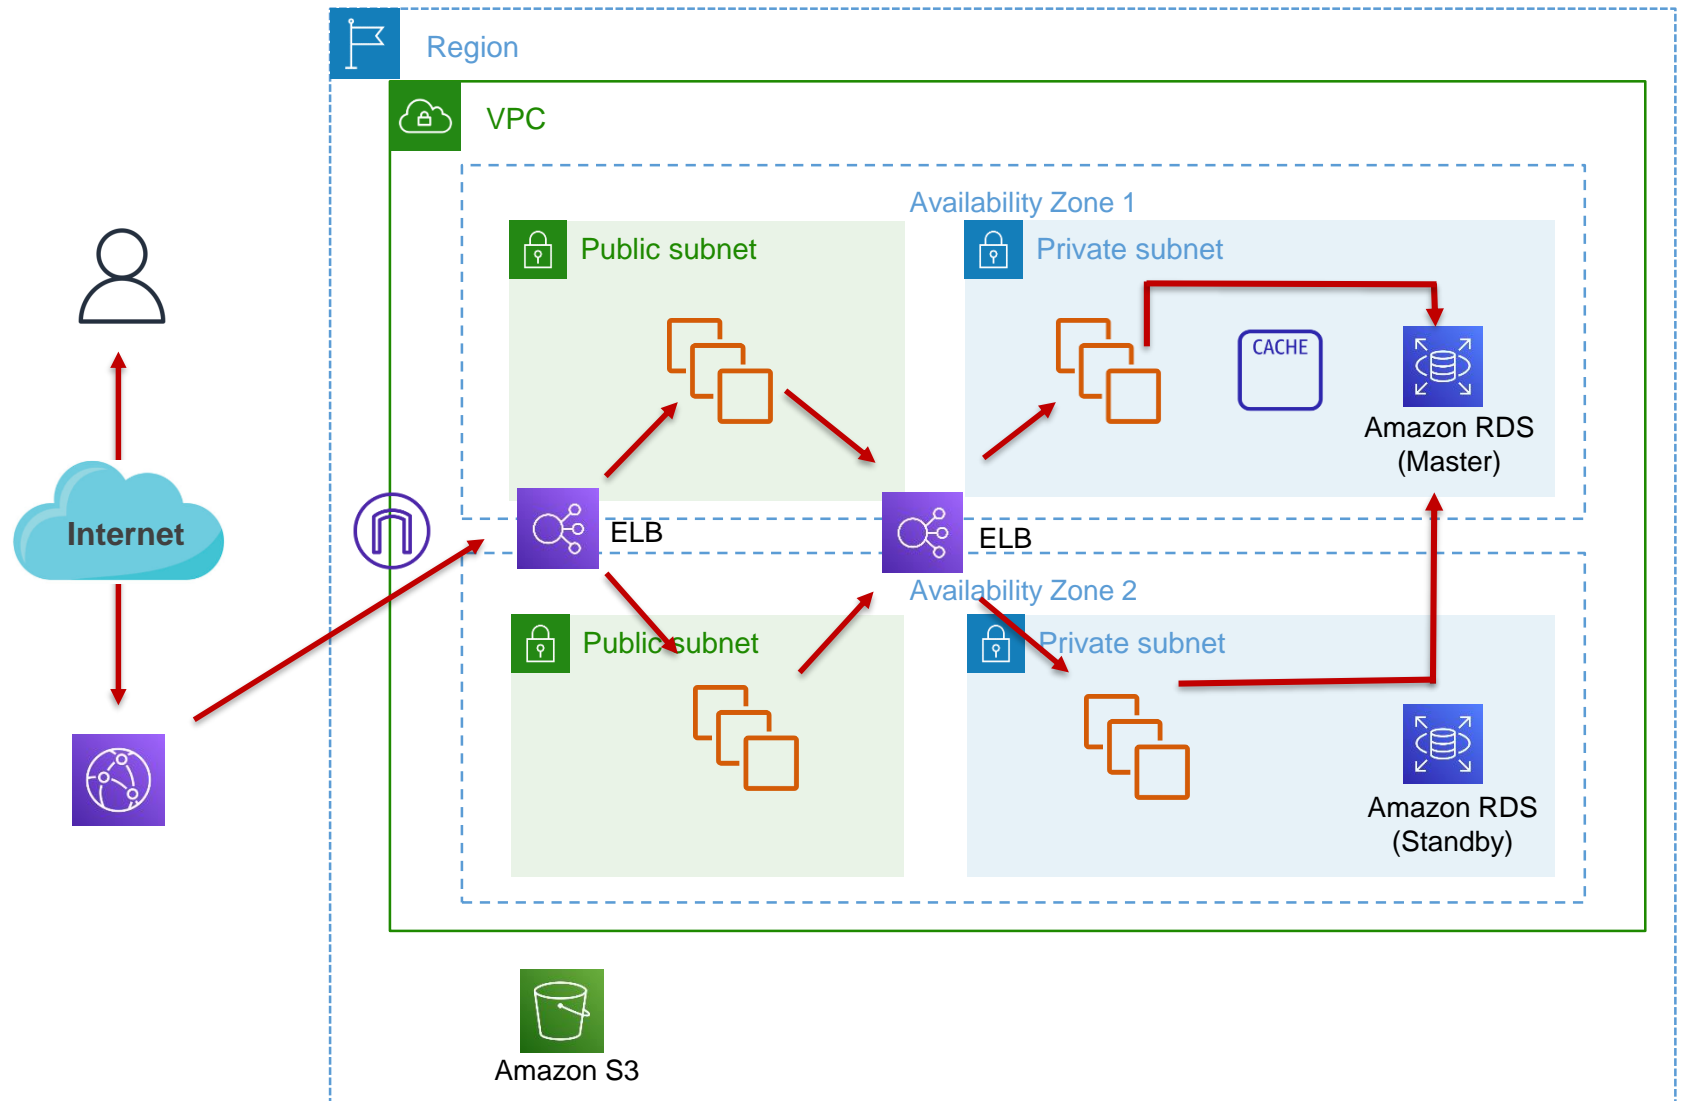 Region
VPC
Availability Zone 1
Public subnet
Private subnet
CACHE
Amazon RDS
(Master)
Internet
ELB
ELB
Availability Zone 2
Public subnet
Private subnet
Amazon RDS
(Standby)
Amazon S3